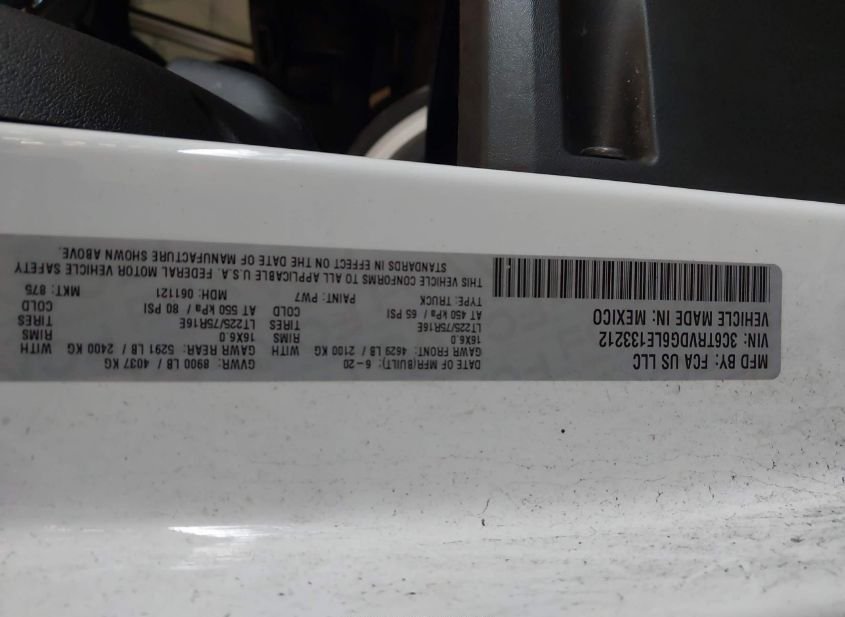 MFD BY: FCA US LLC
VIN: 3C6TRVDG6LE133212
VEHICLE MADE IN: MEXICO
DATE OF MFR(BUILT): 6-20
GVWR: 8900 LB / 4037 KG
GAWR FRONT: 4629 LB / 2100 KG WITH
GAWR REAR: 5291 LB / 2400 KG WITH
16X6.0 RIMS
16X6.0 RIMS
LT225/75R16E TIRES
LT225/75R16E TIRES
AT 450 kPa / 65 PSI COLD
AT 550 kPa / 80 PSI COLD
TYPE: TRUCK PAINT: PW7 MDH: 061121 MKT: 875
THIS VEHICLE CONFORMS TO ALL APPLICABLE U.S.A. FEDERAL MOTOR VEHICLE SAFETY
STANDARDS IN EFFECT ON THE DATE OF MANUFACTURE SHOWN ABOVE.